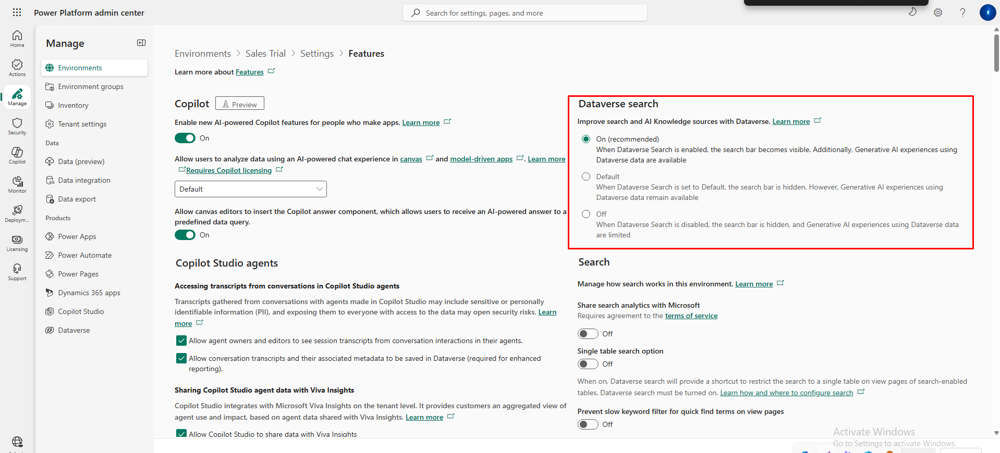 Power Platform admin center
Search for settings, pages, and more
Home
Actions
Manage
Security
Copilot
Monitor
Deploym...
Licensing
Support
Manage
Environments
Environment groups
Inventory
Tenant settings
Data
Data (preview)
Data integration
Data export
Products
Power Apps
Power Automate
Power Pages
Dynamics 365 apps
Copilot Studio
Dataverse
Environments > Sales Trial > Settings > Features
Learn more about Features
Copilot Preview
Enable new AI-powered Copilot features for people who make apps. Learn more
On
Allow users to analyze data using an AI-powered chat experience in canvas and model-driven apps . Learn more
Requires Copilot licensing
Default
Allow canvas editors to insert the Copilot answer component, which allows users to receive an AI-powered answer to a
predefined data query.
On
Copilot Studio agents
Accessing transcripts from conversations in Copilot Studio agents
Transcripts gathered from conversations with agents made in Copilot Studio may include sensitive or personally
identifiable information (PII), and exposing them to everyone with access to the data may open security risks. Learn
more
Allow agent owners and editors to see session transcripts from conversation interactions in their agents.
Allow conversation transcripts and their associated metadata to be saved in Dataverse (required for enhanced
reporting).
Sharing Copilot Studio agent data with Viva Insights
Copilot Studio integrates with Microsoft Viva Insights on the tenant level. It provides customers an aggregated view of
agent use and impact, based on agent data shared with Viva Insights. Learn more
Allow Copilot Studio to share data with Viva Insights
Dataverse search
Improve search and AI Knowledge sources with Dataverse. Learn more
On (recommended)
When Dataverse Search is enabled, the search bar becomes visible. Additionally, Generative AI experiences using
Dataverse data are available
Default
When Dataverse Search is set to Default, the search bar is hidden. However, Generative AI experiences using
Dataverse data remain available
Off
When Dataverse Search is disabled, the search bar is hidden, and Generative AI experiences using Dataverse data
are limited
Search
Manage how search works in this environment. Learn more
Share search analytics with Microsoft
Requires agreement to the terms of service
Off
Single table search option
Off
When on, Dataverse search will provide a shortcut to restrict the search to a single table on view pages of search-enabled
tables. Dataverse search must be turned on. Learn how and where to configure search
Prevent slow keyword filter for quick find terms on view pages
Off
Activate Windows
Go to Settings to activate Windows.